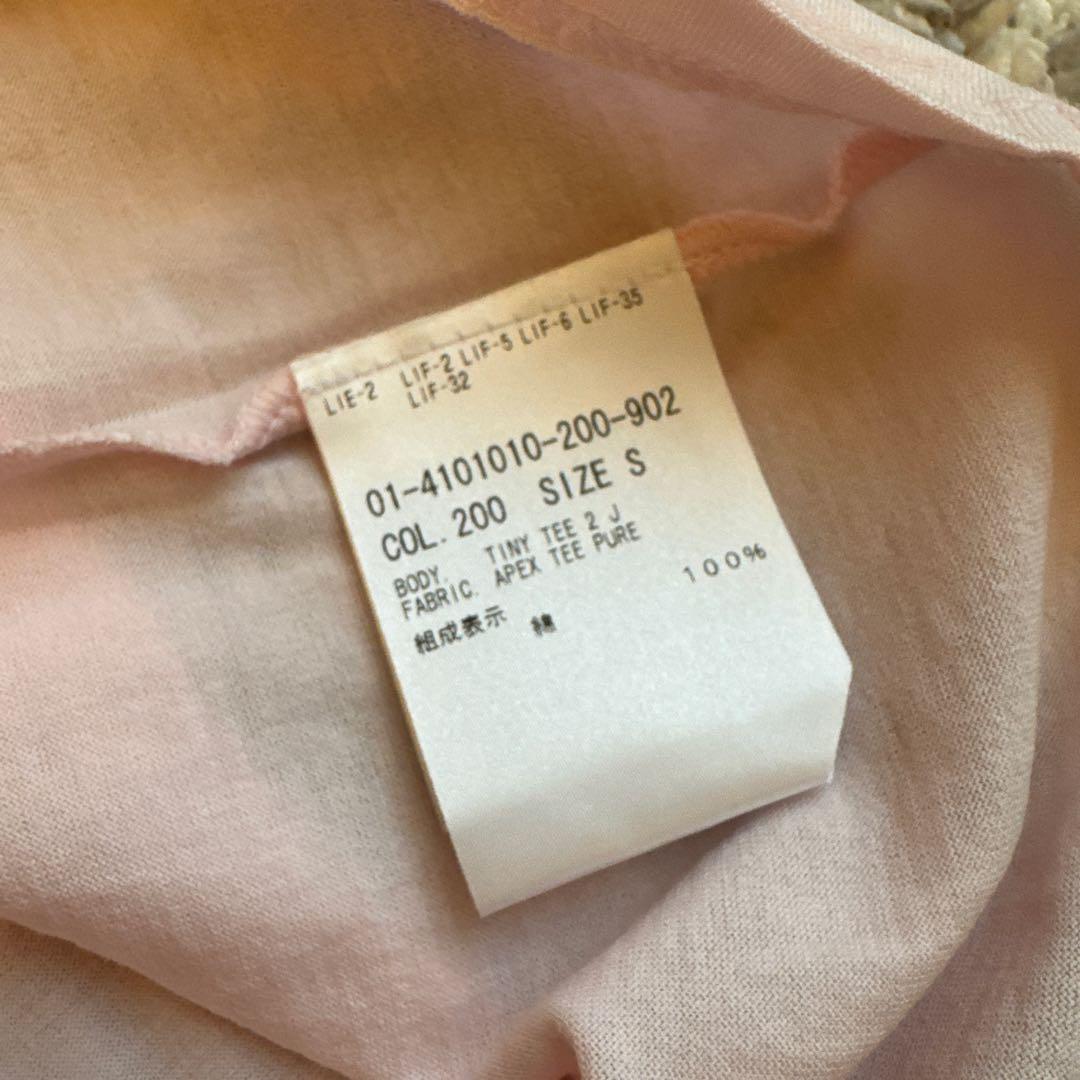 LIE-2 LIF-2 LIF-5 LIF-6 LIF-35
LIF-32
01-4101010-200-902
COL. 200 SIZE S
BODY. TINY TEE 2 J
FABRIC. APEX TEE PURE
組成表示 綿 100%